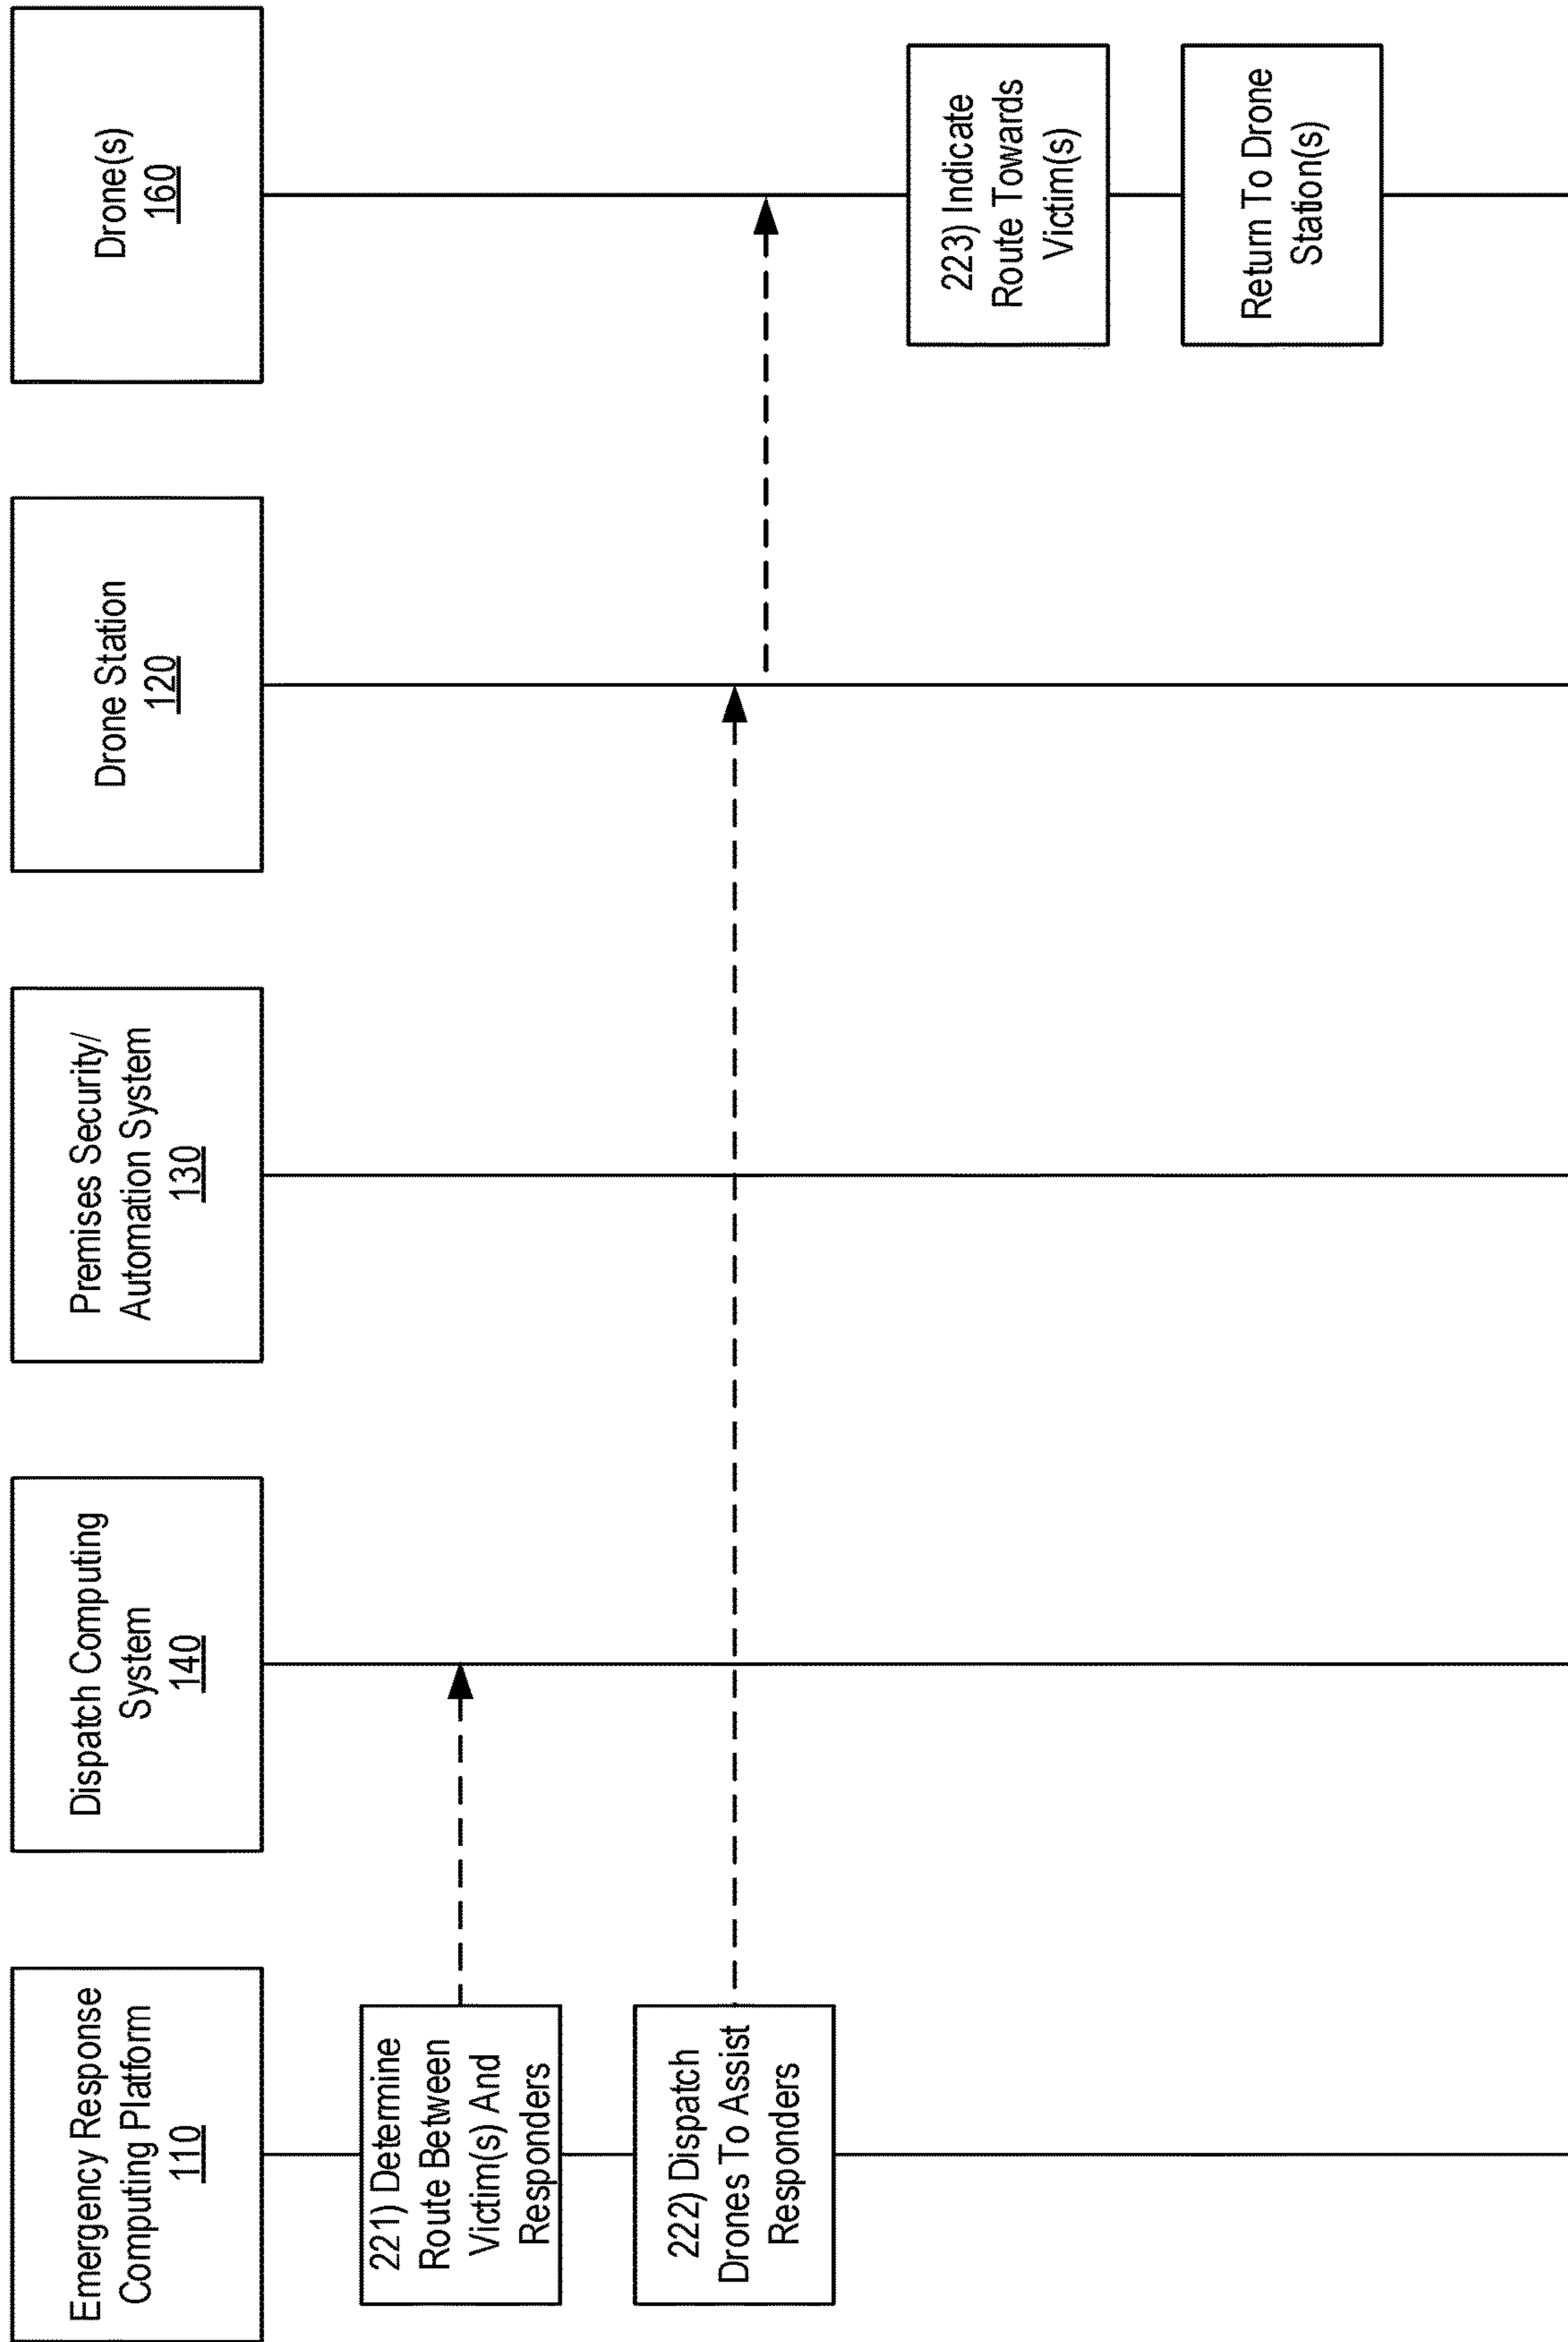 Emergency Response
Computing Platform
110
Dispatch Computing
System
140
Premises Security/
Automation System
130
Drone Station
120
Drone(s)
160
221) Determine
Route Between
Victim(s) And
Responders
222) Dispatch
Drones To Assist
Responders
223) Indicate
Route Towards
Victim(s)
Return To Drone
Station(s)